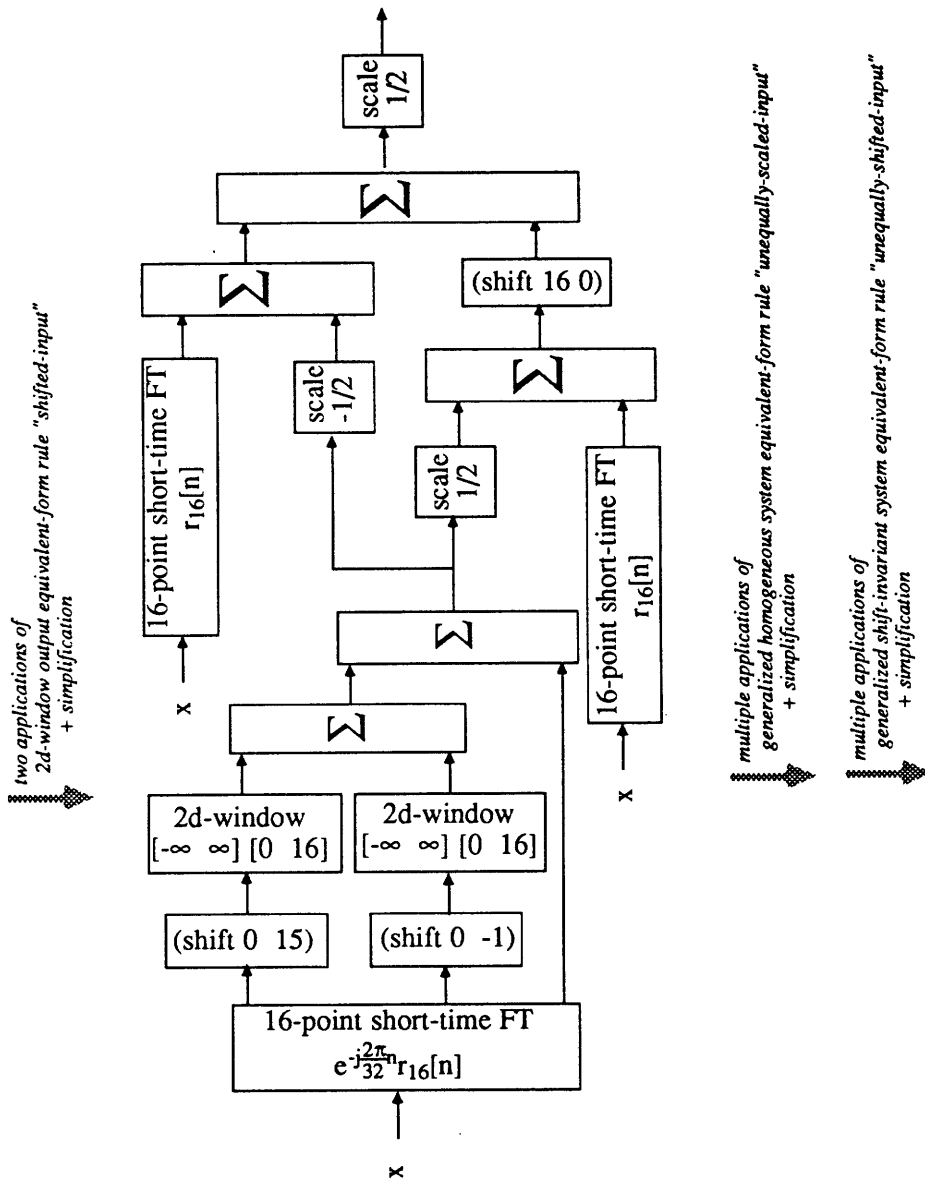 two applications of
2d-window output equivalent-form rule "shifted-input"
+ simplification
x
16-point short-time FT
e^{-j\frac{2π}{32}n} r₁₆[n]
(shift 0 15)
2d-window
[-∞ ∞] [0 16]
(shift 0 -1)
2d-window
[-∞ ∞] [0 16]
Σ
Σ
x
16-point short-time FT
r₁₆[n]
scale
-1/2
scale
1/2
x
16-point short-time FT
r₁₆[n]
Σ
Σ
(shift 16 0)
Σ
scale
1/2
multiple applications of
generalized homogeneous system equivalent-form rule "unequally-scaled-input"
+ simplification
multiple applications of
generalized shift-invariant system equivalent-form rule "unequally-shifted-input"
+ simplification